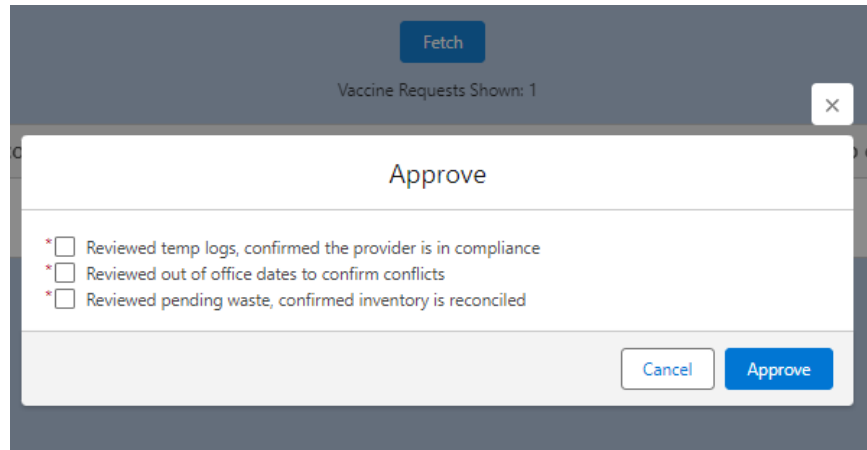 Fetch
Vaccine Requests Shown: 1
Approve
* Reviewed temp logs, confirmed the provider is in compliance
* Reviewed out of office dates to confirm conflicts
* Reviewed pending waste, confirmed inventory is reconciled
Cancel
Approve